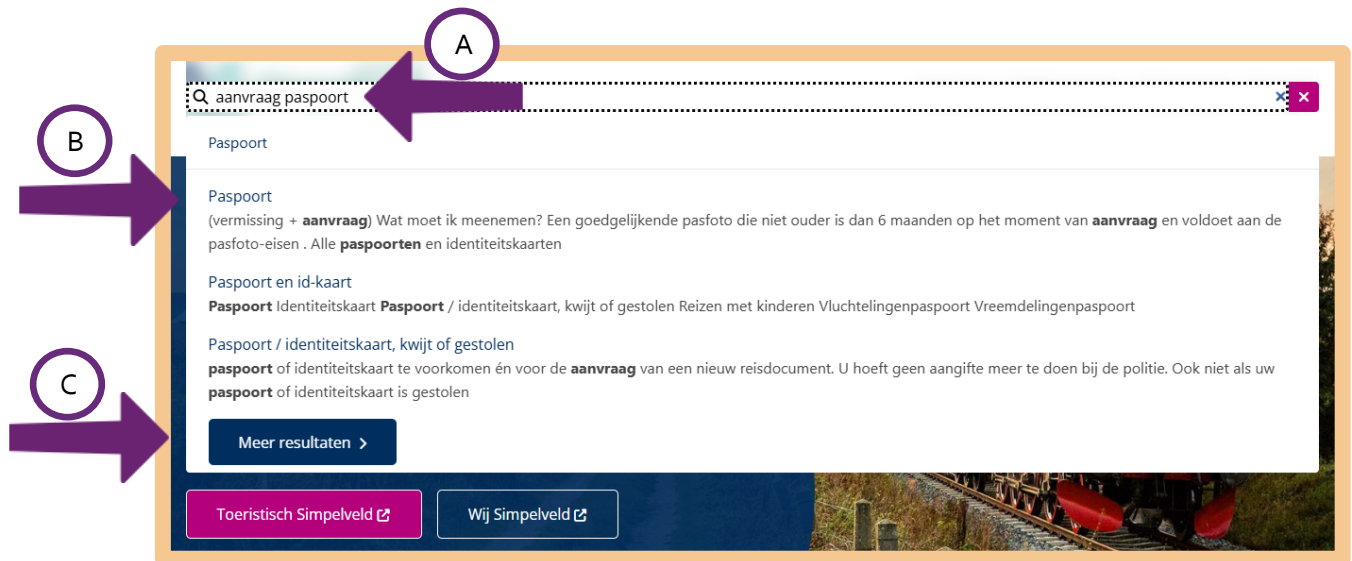 A
aanvraag paspoort
B
Paspoort
Paspoort
(vermissing + aanvraag) Wat moet ik meenemen? Een goedgelijkende pasfoto die niet ouder is dan 6 maanden op het moment van aanvraag en voldoet aan de
pasfoto-eisen . Alle paspoorten en identiteitskaarten
Paspoort en id-kaart
Paspoort Identiteitskaart Paspoort / identiteitskaart, kwijt of gestolen Reizen met kinderen Vluchtelingenpaspoort Vreemdelingenpaspoort
Paspoort / identiteitskaart, kwijt of gestolen
paspoort of identiteitskaart te voorkomen én voor de aanvraag van een nieuw reisdocument. U hoeft geen aangifte meer te doen bij de politie. Ook niet als uw
paspoort of identiteitskaart is gestolen
C
Meer resultaten
Toeristisch Simpelveld
Wij Simpelveld